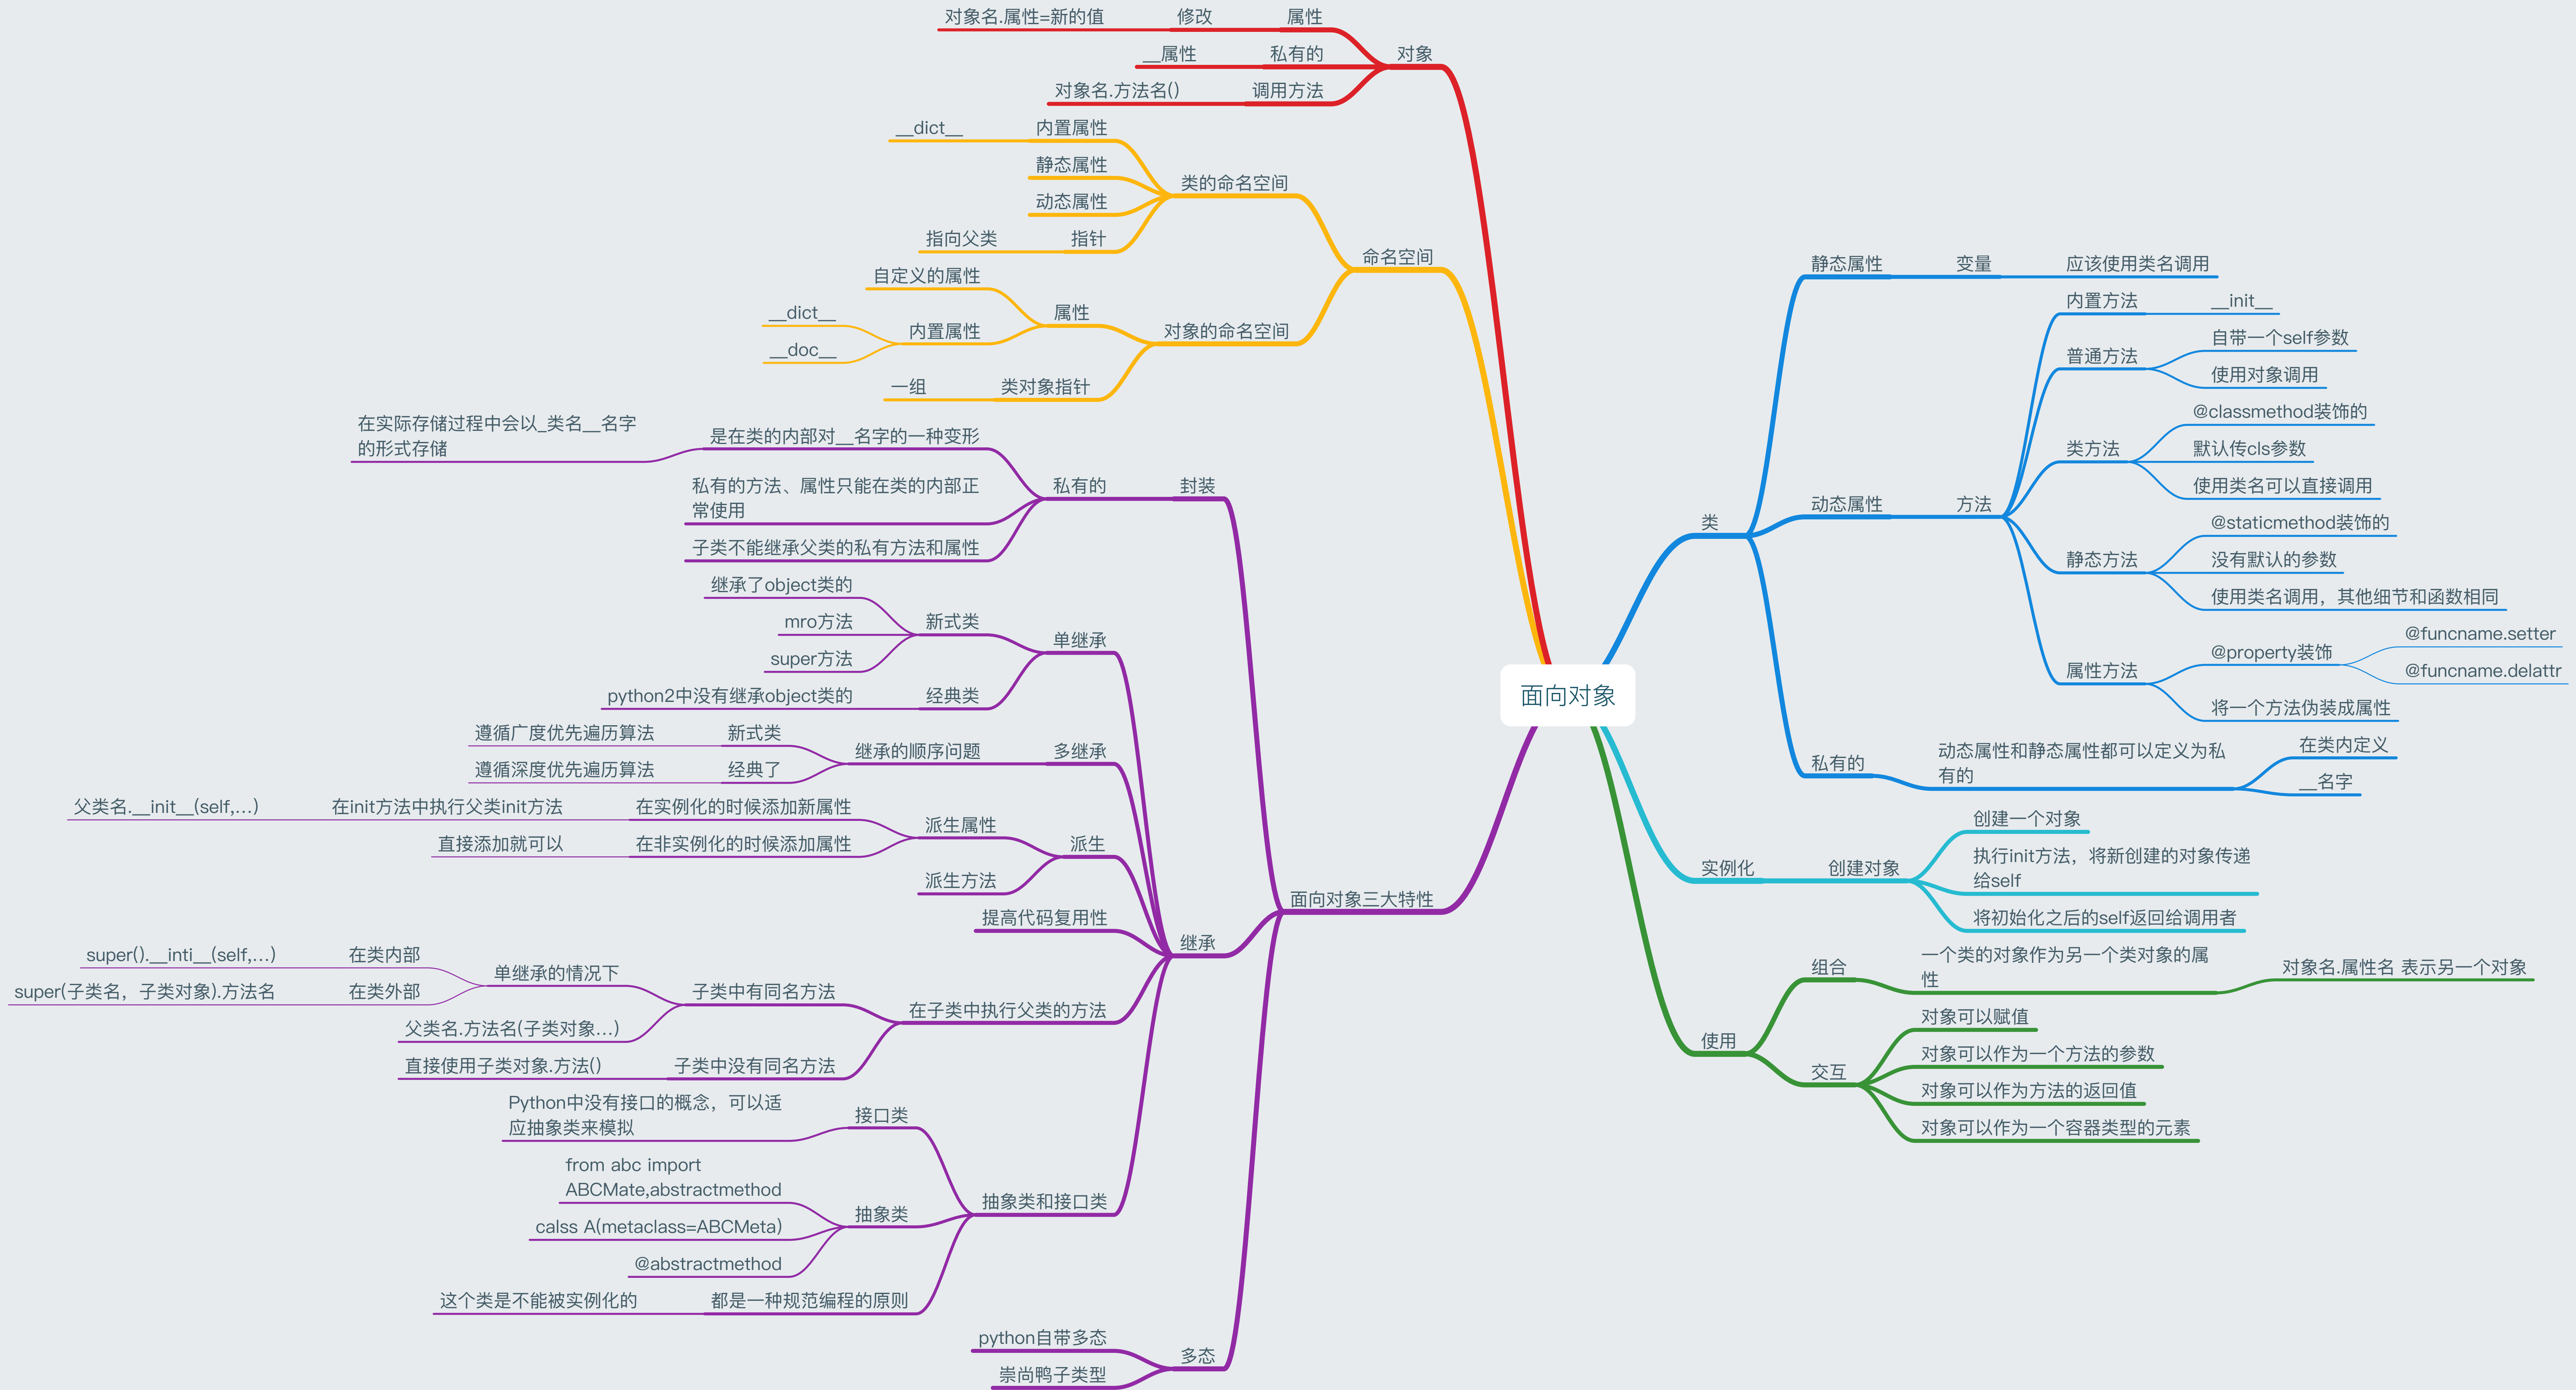 面向对象
类
静态属性
变量
应该使用类名调用
动态属性
方法
内置方法
__init__
普通方法
自带一个self参数
使用对象调用
类方法
@classmethod装饰的
默认传cls参数
使用类名可以直接调用
静态方法
@staticmethod装饰的
没有默认的参数
使用类名调用，其他细节和函数相同
属性方法
@property装饰
@funcname.setter
@funcname.delattr
将一个方法伪装成属性
私有的
动态属性和静态属性都可以定义为私
有的
在类内定义
__名字
实例化
创建对象
创建一个对象
执行init方法，将新创建的对象传递
给self
将初始化之后的self返回给调用者
使用
组合
一个类的对象作为另一个类对象的属
性
对象名.属性名 表示另一个对象
交互
对象可以赋值
对象可以作为一个方法的参数
对象可以作为方法的返回值
对象可以作为一个容器类型的元素
对象
属性
修改
对象名.属性=新的值
私有的
__属性
调用方法
对象名.方法名()
命名空间
类的命名空间
内置属性
__dict__
静态属性
动态属性
指针
指向父类
对象的命名空间
属性
自定义的属性
内置属性
__dict__
__doc__
类对象指针
一组
面向对象三大特性
封装
私有的
是在类的内部对__名字的一种变形
在实际存储过程中会以_类名__名字
的形式存储
私有的方法、属性只能在类的内部正
常使用
子类不能继承父类的私有方法和属性
继承
单继承
新式类
继承了object类的
mro方法
super方法
经典类
python2中没有继承object类的
多继承
继承的顺序问题
新式类
遵循广度优先遍历算法
经典了
遵循深度优先遍历算法
派生
派生属性
在实例化的时候添加新属性
在init方法中执行父类init方法
父类名.__init__(self,...)
在非实例化的时候添加属性
直接添加就可以
派生方法
提高代码复用性
在子类中执行父类的方法
子类中有同名方法
单继承的情况下
在类内部
super().__inti__(self,...)
在类外部
super(子类名，子类对象).方法名
父类名.方法名(子类对象...)
子类中没有同名方法
直接使用子类对象.方法()
抽象类和接口类
接口类
Python中没有接口的概念，可以适
应抽象类来模拟
抽象类
from abc import
ABCMate,abstractmethod
calss A(metaclass=ABCMeta)
@abstractmethod
都是一种规范编程的原则
这个类是不能被实例化的
多态
python自带多态
崇尚鸭子类型